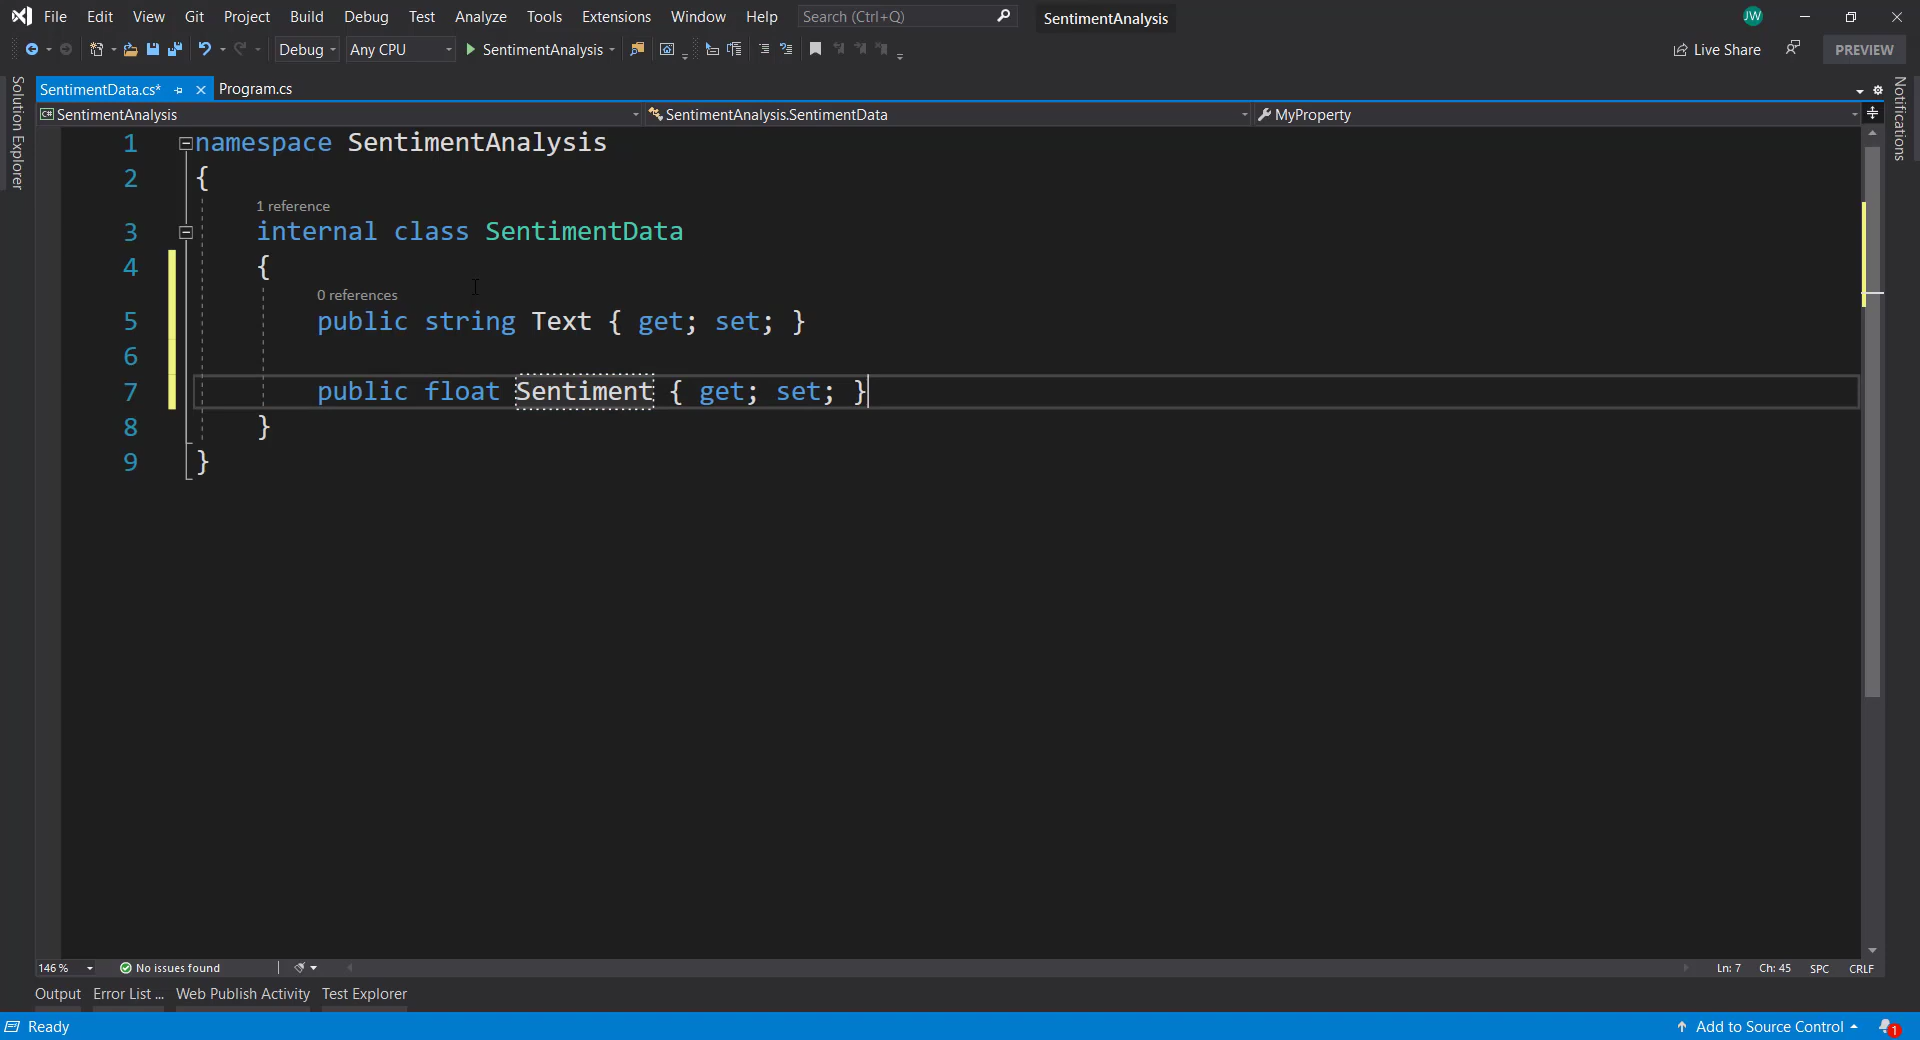 File Edit View Git Project Build Debug Test Analyze Tools Extensions Window Help Search (Ctrl+Q) SentimentAnalysis JW
Debug Any CPU SentimentAnalysis Live Share PREVIEW
Solution Explorer
SentimentData.cs* Program.cs
SentimentAnalysis SentimentAnalysis.SentimentData MyProperty
Notifications
1 namespace SentimentAnalysis
2 {
1 reference
3 internal class SentimentData
4 {
0 references
5 public string Text { get; set; }
6
7 public float Sentiment { get; set; }
8 }
9 }
146 % No issues found Ln: 7 Ch: 45 SPC CRLF
Output Error List ... Web Publish Activity Test Explorer
Ready Add to Source Control 1